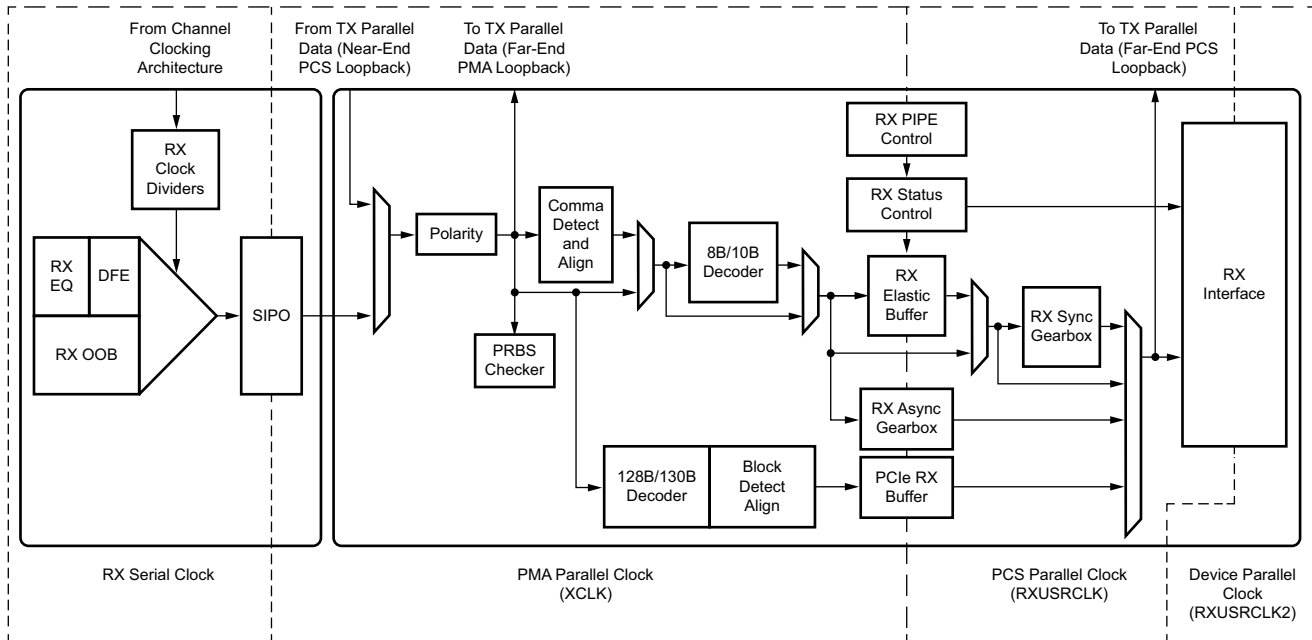 From Channel
Clocking
Architecture
From TX Parallel
Data (Near-End
PCS Loopback)
To TX Parallel
Data (Far-End
PMA Loopback)
To TX Parallel
Data (Far-End PCS
Loopback)
RX
Clock
Dividers
RX
EQ
DFE
RX OOB
SIPO
Polarity
Comma
Detect
and
Align
PRBS
Checker
8B/10B
Decoder
128B/130B
Decoder
Block
Detect
Align
RX PIPE
Control
RX Status
Control
RX
Elastic
Buffer
RX Async
Gearbox
PCIe RX
Buffer
RX Sync
Gearbox
RX
Interface
RX Serial Clock
PMA Parallel Clock
(XCLK)
PCS Parallel Clock
(RXUSRCLK)
Device Parallel
Clock
(RXUSRCLK2)